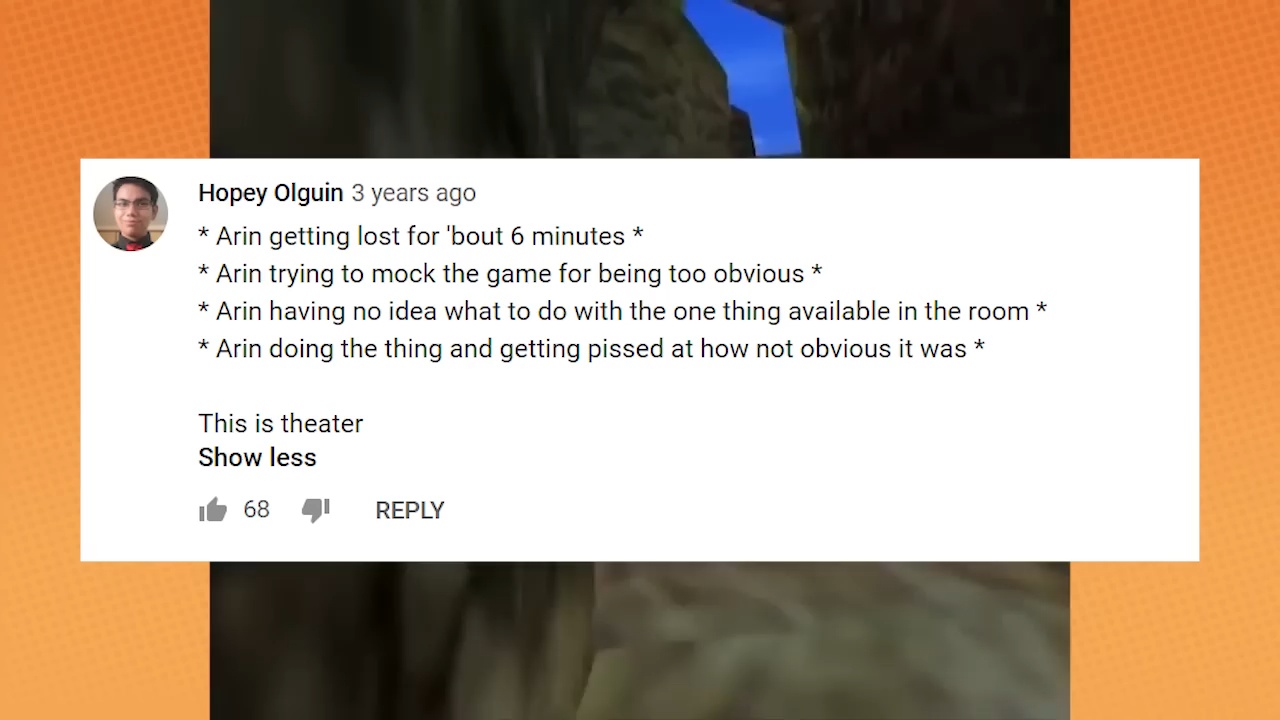 Hopey Olguin 3 years ago
* Arin getting lost for 'bout 6 minutes *
* Arin trying to mock the game for being too obvious *
* Arin having no idea what to do with the one thing available in the room *
* Arin doing the thing and getting pissed at how not obvious it was *
This is theater
Show less
68 REPLY